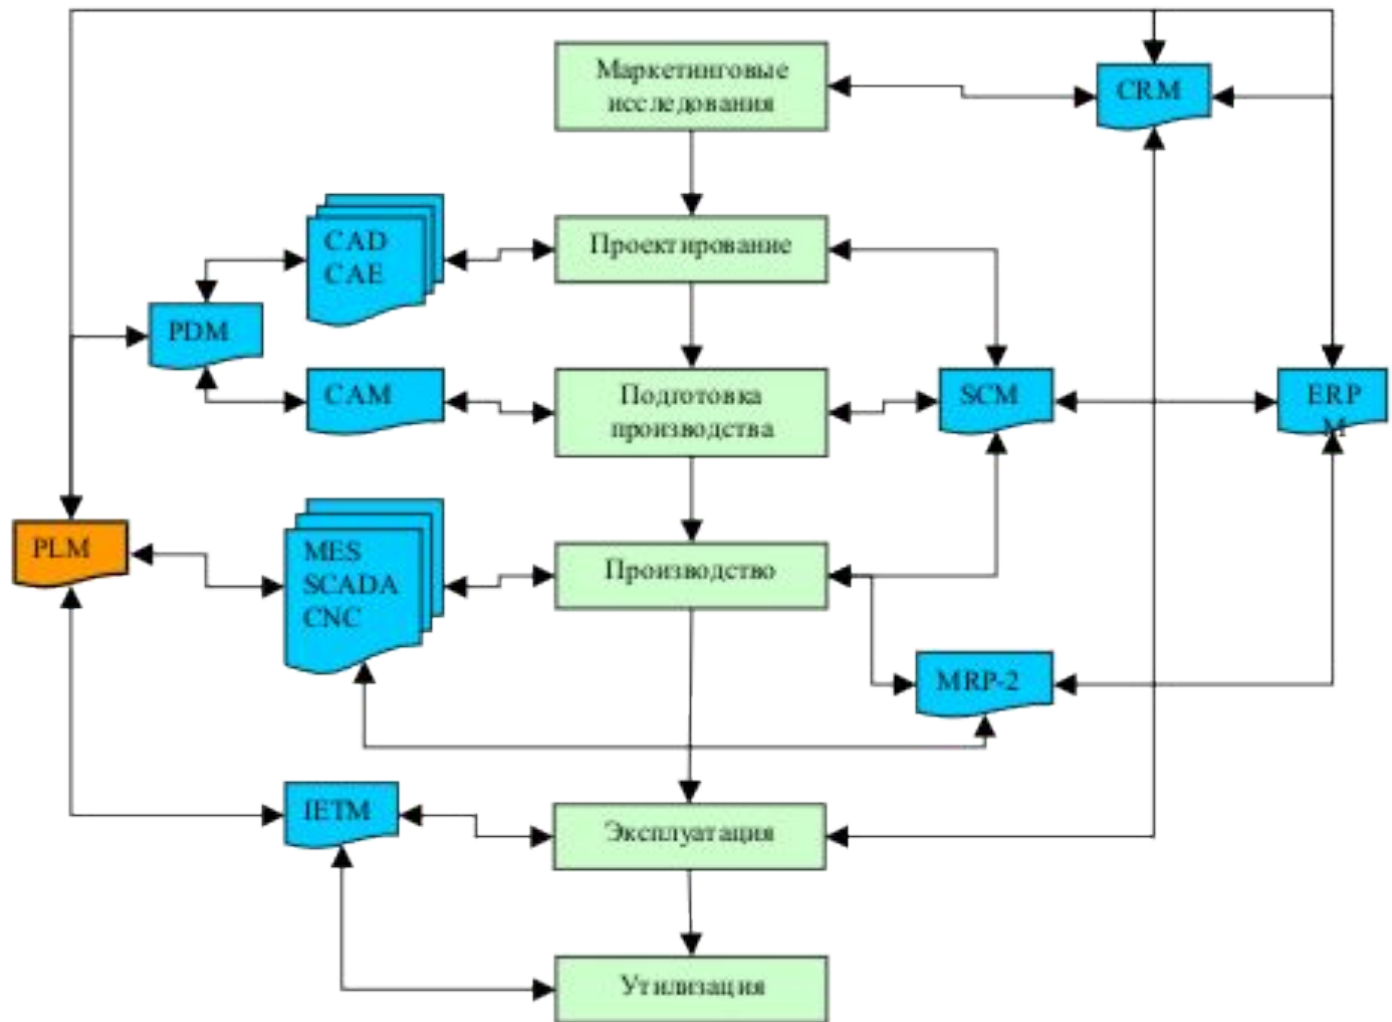 Маркетинговые
исследования
CRM
CAD
CAE
Проектирование
PDM
CAM
Подготовка
производства
SCM
ERP
M
PLM
MES
SCADA
CNC
Производство
MRP-2
IETM
Эксплуатация
Утилизация